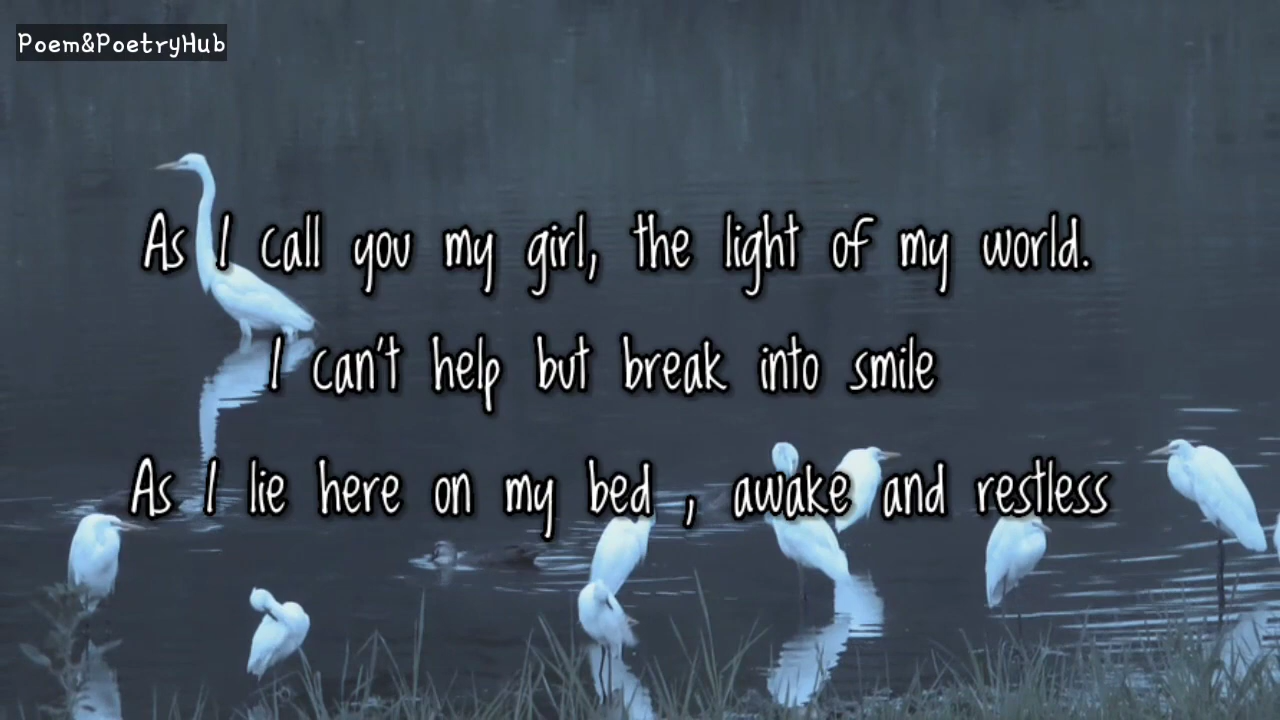 Poem&PoetryHub
As I call you my girl, the light of my world.
I can't help but break into smile
As I lie here on my bed , awake and restless